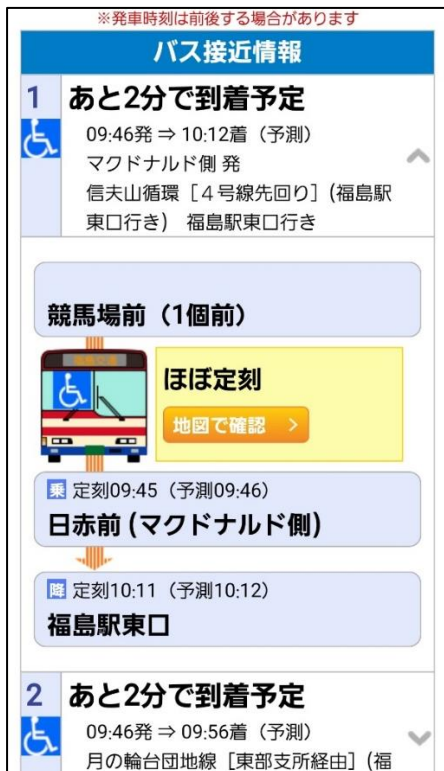 ※発車時刻は前後する場合があります
バス接近情報
1 あと2分で到着予定
09:46発 ⇒ 10:12着（予測）
マクドナルド側 発
信夫山循環［４号線先回り］(福島駅
東口行き） 福島駅東口行き
競馬場前（1個前）
ほぼ定刻
地図で確認 >
乗 定刻09:45（予測09:46）
日赤前 (マクドナルド側)
降 定刻10:11（予測10:12）
福島駅東口
2 あと2分で到着予定
09:46発 ⇒ 09:56着（予測）
月の輪台団地線［東部支所経由］(福